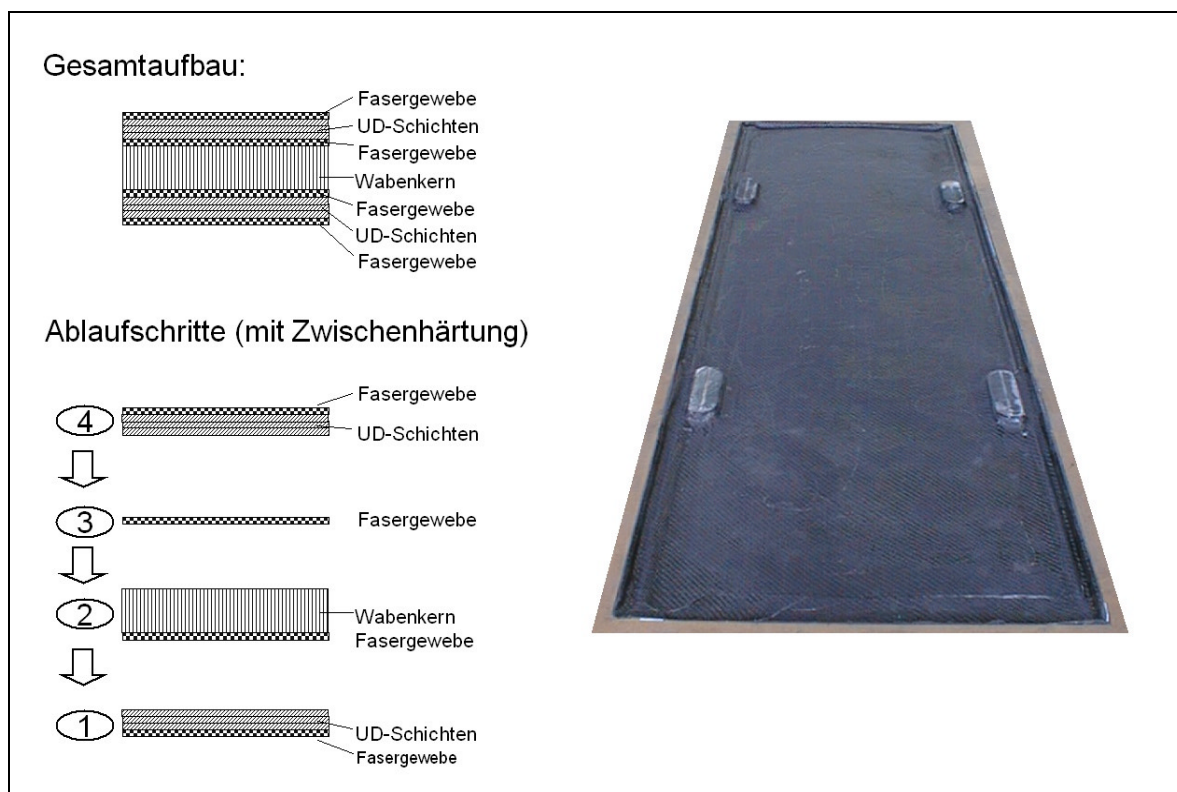 Gesamtaufbau:
Fasergewebe
UD-Schichten
Fasergewebe
Wabenkern
Fasergewebe
UD-Schichten
Fasergewebe
Ablaufschritte (mit Zwischenhärtung)
4
Fasergewebe
UD-Schichten
3
Fasergewebe
2
Wabenkern
Fasergewebe
1
UD-Schichten
Fasergewebe